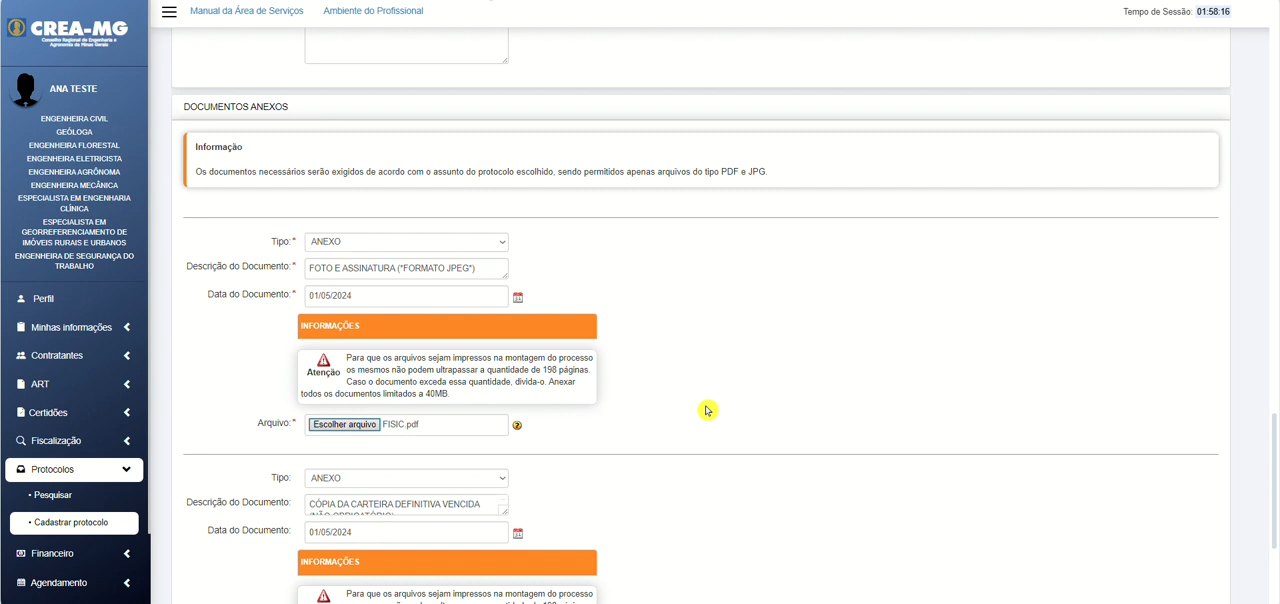 Manual da Área de Serviços
Ambiente do Profissional
Tempo de Sessão: 01:58:16
CREA-MG
Conselho Regional de Engenharia e
Agronomia de Minas Gerais
ANA TESTE
ENGENHEIRA CIVIL
GEÓLOGA
ENGENHEIRA FLORESTAL
ENGENHEIRA ELETRICISTA
ENGENHEIRA AGRÔNOMA
ENGENHEIRA MECÂNICA
ESPECIALISTA EM ENGENHARIA
CLÍNICA
ESPECIALISTA EM
GEORREFERENCIAMENTO DE
IMÓVEIS RURAIS E URBANOS
ENGENHEIRA DE SEGURANÇA DO
TRABALHO
Perfil
Minhas informações
Contratantes
ART
Certidões
Fiscalização
Protocolos
• Pesquisar
• Cadastrar protocolo
Financeiro
Agendamento
DOCUMENTOS ANEXOS
Informação
Os documentos necessários serão exigidos de acordo com o assunto do protocolo escolhido, sendo permitidos apenas arquivos do tipo PDF e JPG.
Tipo:* ANEXO
Descrição do Documento:* FOTO E ASSINATURA (*FORMATO JPEG*)
Data do Documento:* 01/05/2024
INFORMAÇÕES
Atenção
Para que os arquivos sejam impressos na montagem do processo
os mesmos não podem ultrapassar a quantidade de 198 páginas.
Caso o documento exceda essa quantidade, divida-o. Anexar
todos os documentos limitados a 40MB.
Arquivo:* Escolher arquivo FISIC.pdf
Tipo: ANEXO
Descrição do Documento: CÓPIA DA CARTEIRA DEFINITIVA VENCIDA
Data do Documento: 01/05/2024
INFORMAÇÕES
Para que os arquivos sejam impressos na montagem do processo